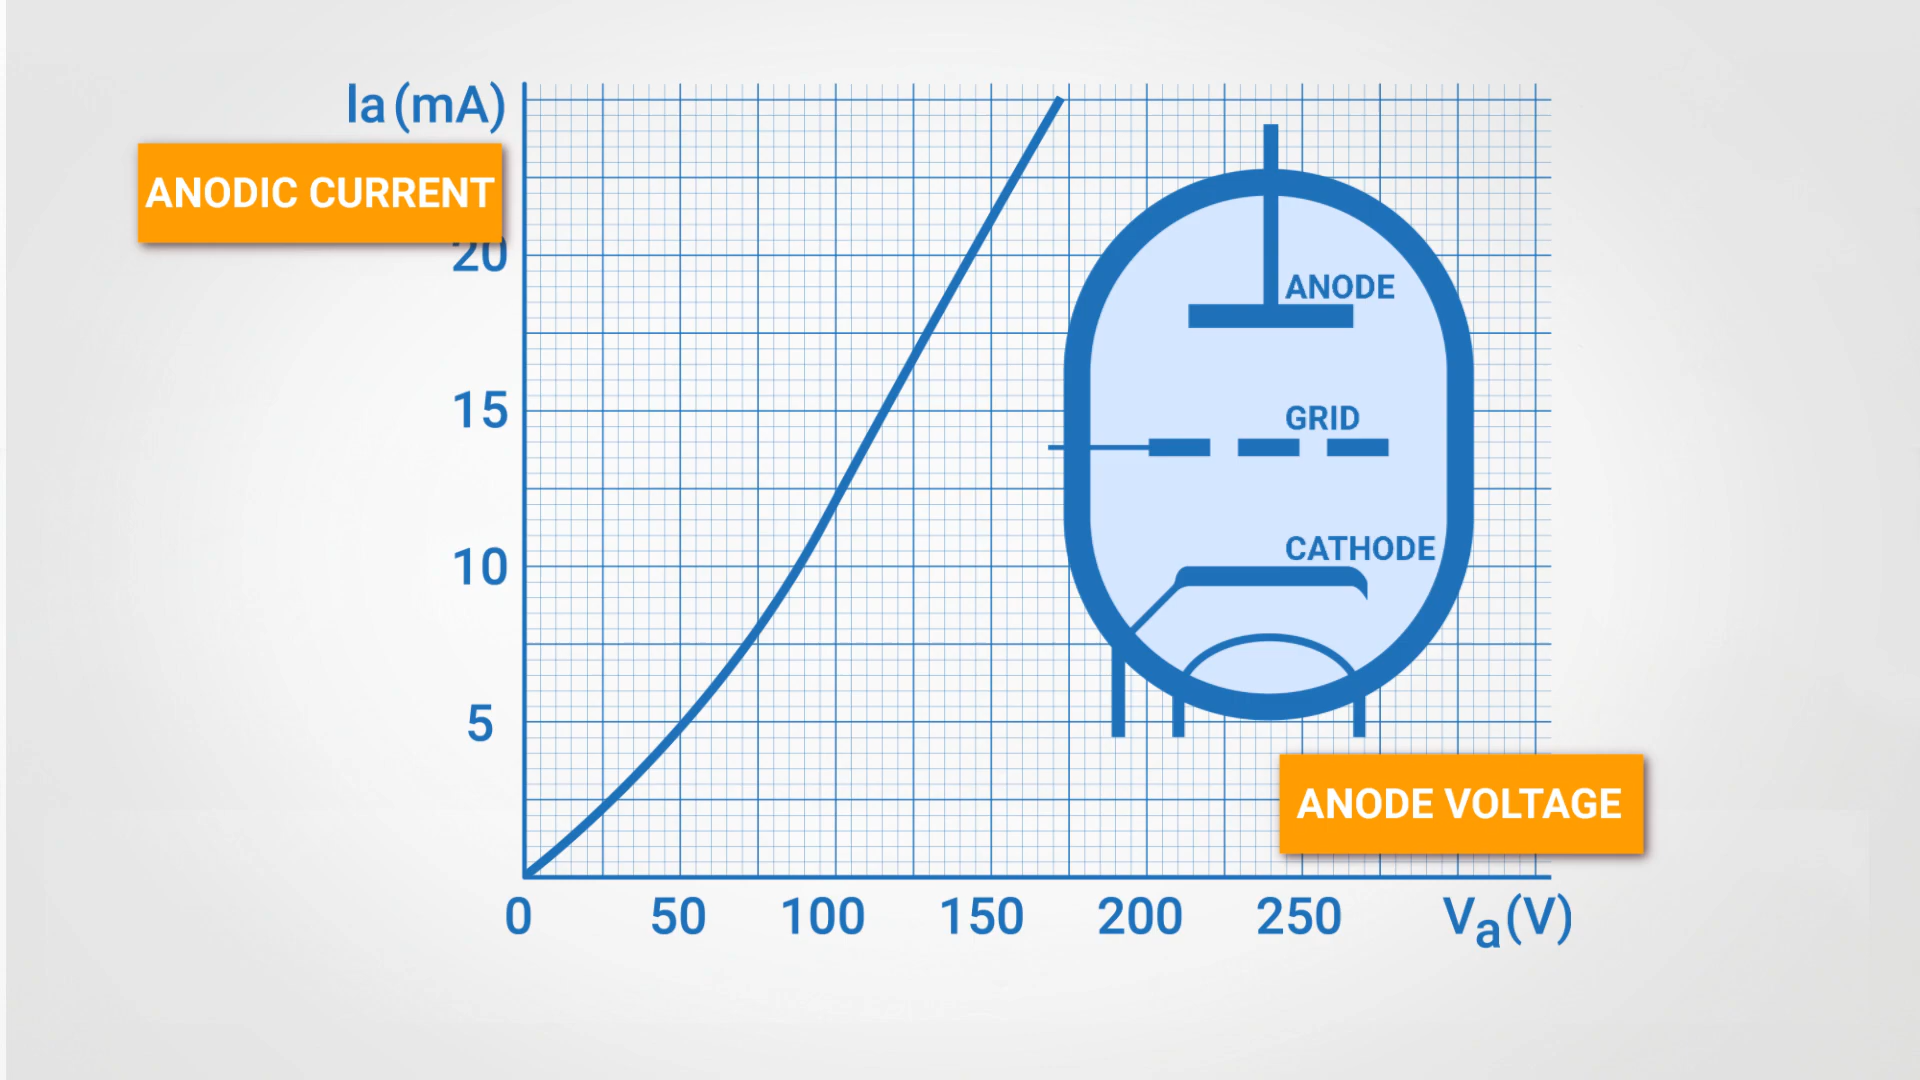 Ia (mA)
ANODIC CURRENT
20
15
10
5
0 50 100 150 200 250 Va (V)
ANODE
GRID
CATHODE
ANODE VOLTAGE